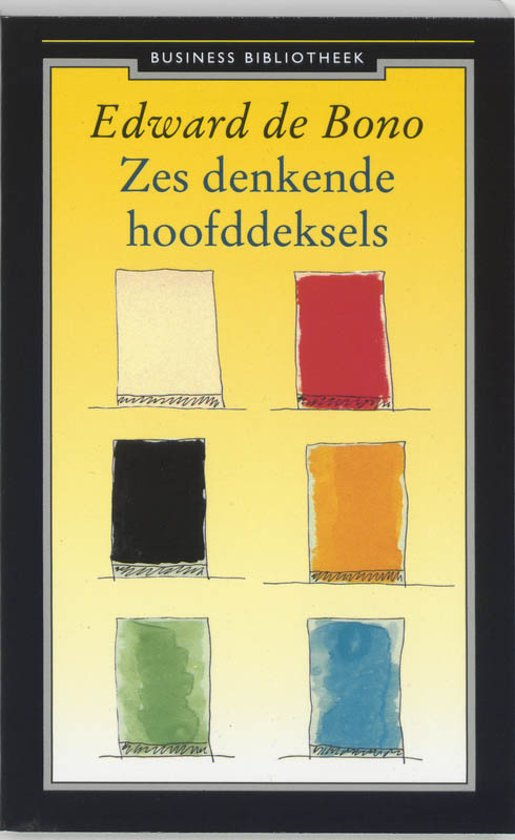 BUSINESS BIBLIOTHEEK
Edward de Bono
Zes denkende
hoofddeksels